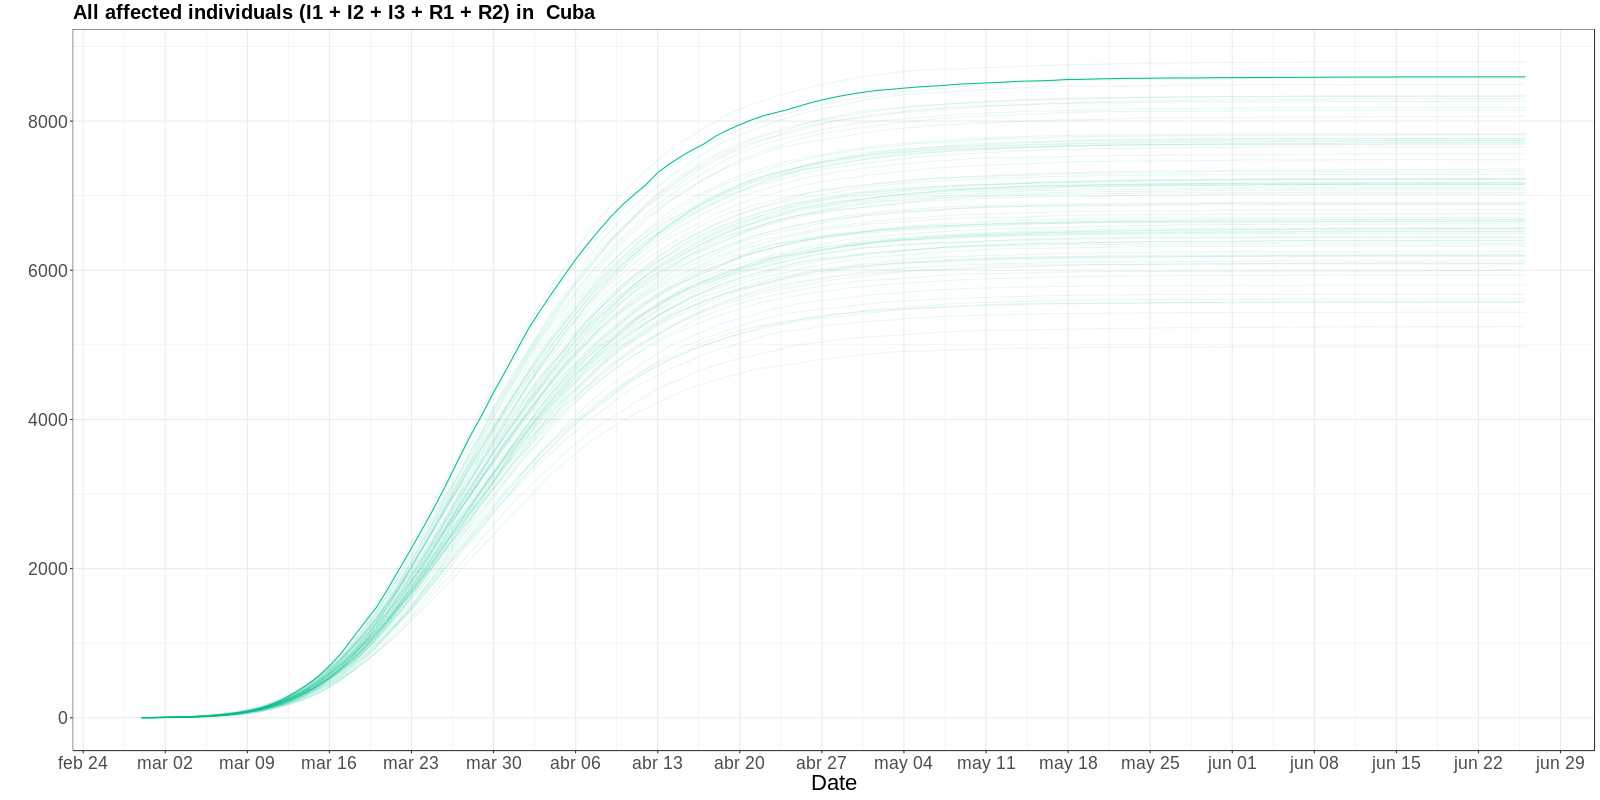 All affected individuals (I1 + I2 + I3 + R1 + R2) in  Cuba
8000
6000
4000
2000
0
feb 24 mar 02 mar 09 mar 16 mar 23 mar 30 abr 06 abr 13 abr 20 abr 27 may 04 may 11 may 18 may 25 jun 01 jun 08 jun 15 jun 22 jun 29
Date